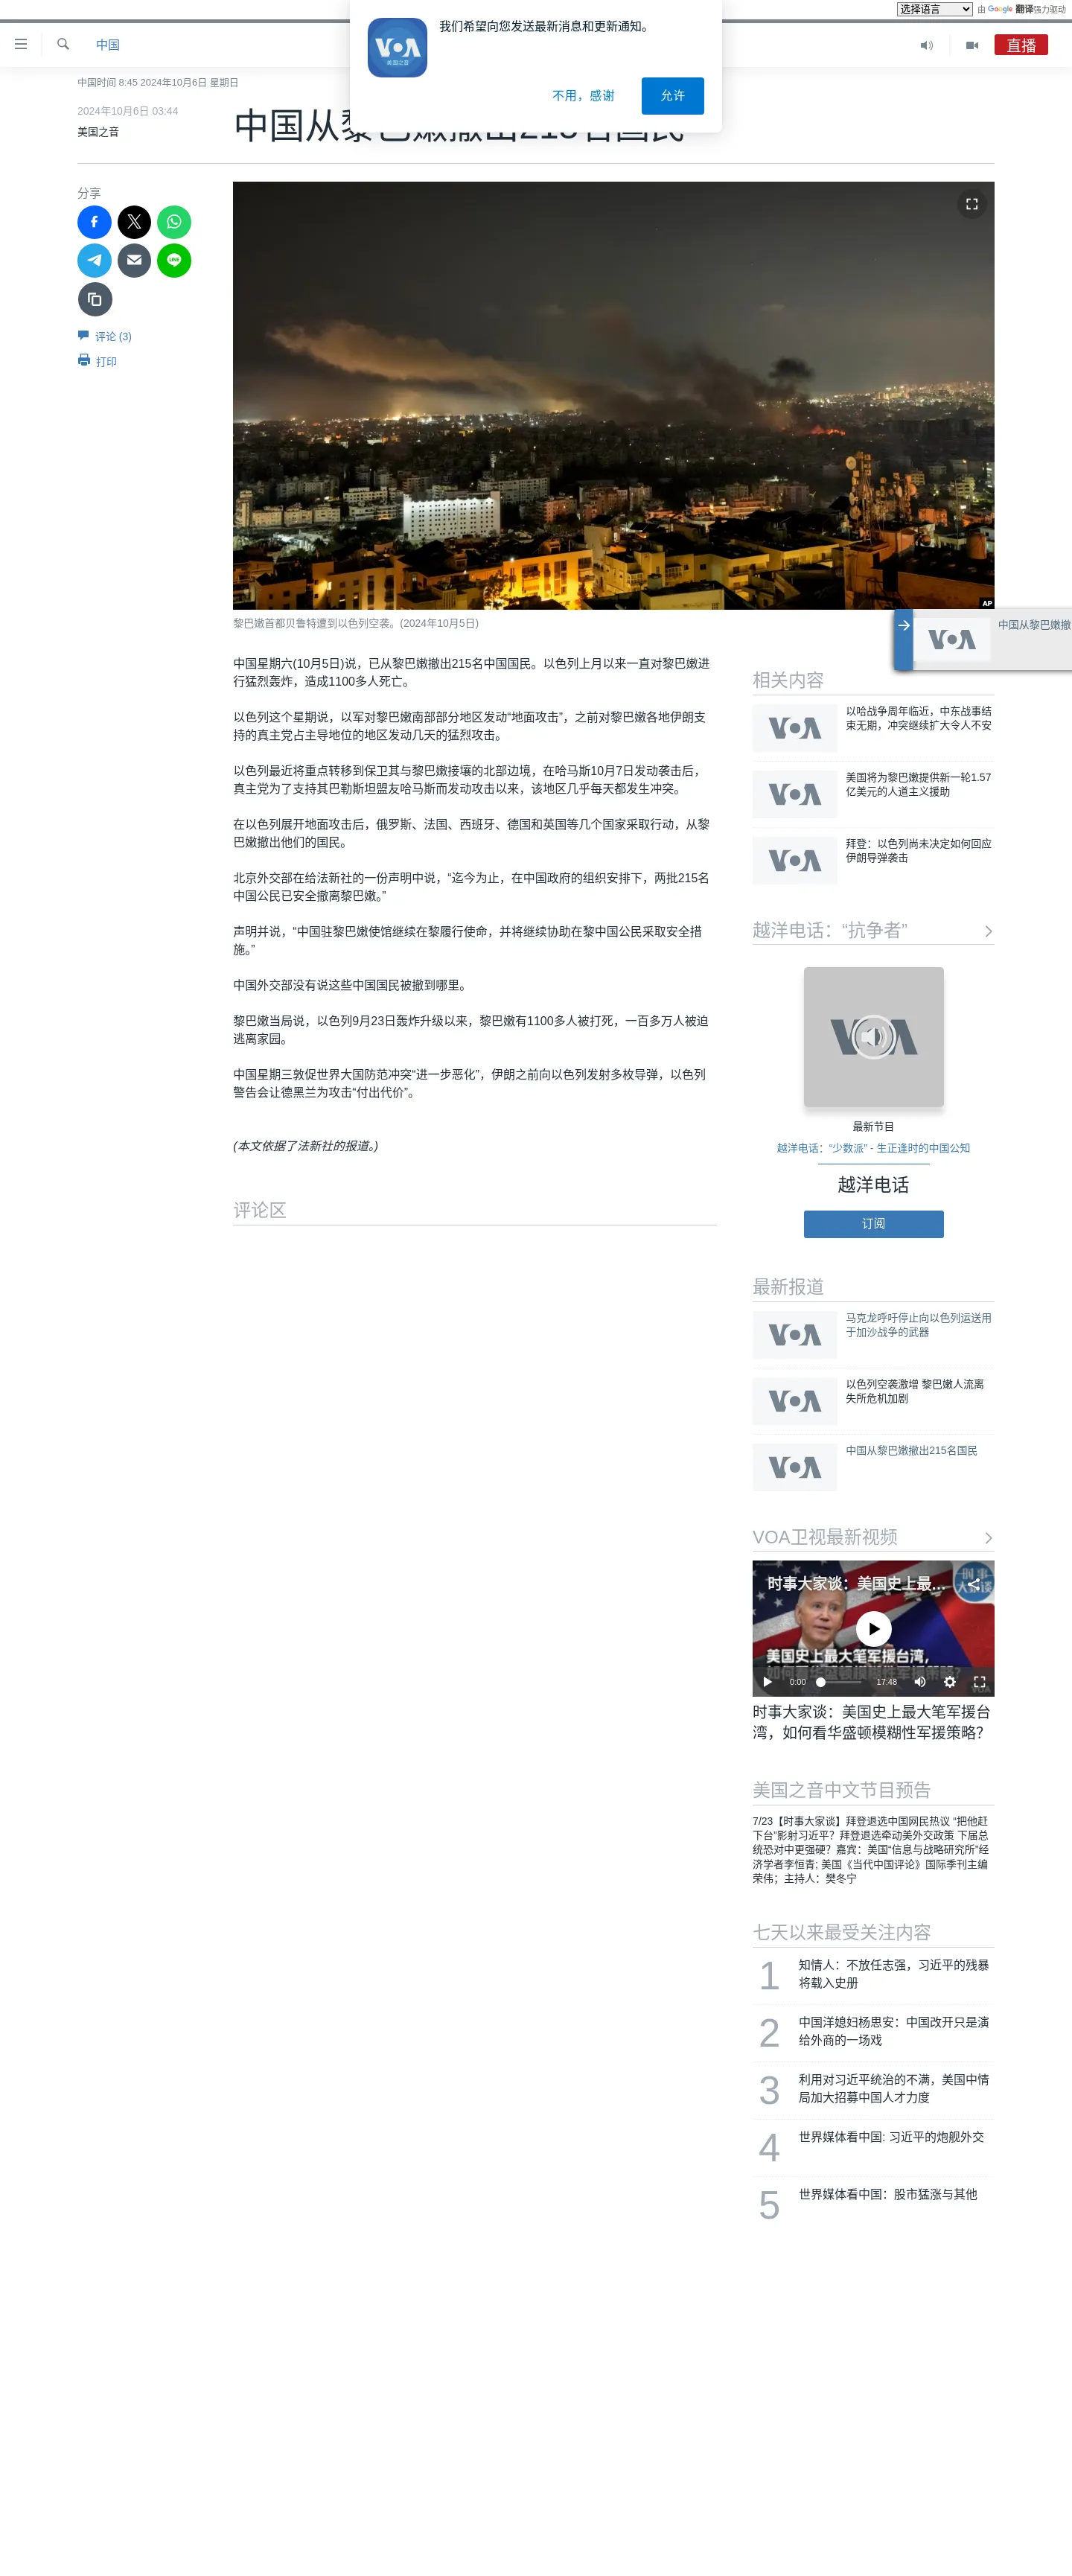 选择语言 由 Google 翻译强力驱动
我们希望向您发送最新消息和更新通知。
VOA
美国之音
不用，感谢
允许
中国
直播
中国时间 8:45 2024年10月6日 星期日
2024年10月6日 03:44
美国之音
中国从黎巴嫩撤出215名国民
分享
评论 (3)
打印
AP
黎巴嫩首都贝鲁特遭到以色列空袭。(2024年10月5日)
VOA
中国从黎巴嫩撤
中国星期六(10月5日)说，已从黎巴嫩撤出215名中国国民。以色列上月以来一直对黎巴嫩进
行猛烈轰炸，造成1100多人死亡。
以色列这个星期说，以军对黎巴嫩南部部分地区发动“地面攻击”，之前对黎巴嫩各地伊朗支
持的真主党占主导地位的地区发动几天的猛烈攻击。
以色列最近将重点转移到保卫其与黎巴嫩接壤的北部边境，在哈马斯10月7日发动袭击后，
真主党为了支持其巴勒斯坦盟友哈马斯而发动攻击以来，该地区几乎每天都发生冲突。
在以色列展开地面攻击后，俄罗斯、法国、西班牙、德国和英国等几个国家采取行动，从黎
巴嫩撤出他们的国民。
北京外交部在给法新社的一份声明中说，“迄今为止，在中国政府的组织安排下，两批215名
中国公民已安全撤离黎巴嫩。”
声明并说，“中国驻黎巴嫩使馆继续在黎履行使命，并将继续协助在黎中国公民采取安全措
施。”
中国外交部没有说这些中国国民被撤到哪里。
黎巴嫩当局说，以色列9月23日轰炸升级以来，黎巴嫩有1100多人被打死，一百多万人被迫
逃离家园。
中国星期三敦促世界大国防范冲突“进一步恶化”，伊朗之前向以色列发射多枚导弹，以色列
警告会让德黑兰为攻击“付出代价”。
(本文依据了法新社的报道。)
评论区
相关内容
VOA
以哈战争周年临近，中东战事结
束无期，冲突继续扩大令人不安
VOA
美国将为黎巴嫩提供新一轮1.57
亿美元的人道主义援助
VOA
拜登：以色列尚未决定如何回应
伊朗导弹袭击
越洋电话：“抗争者”
VOA
最新节目
越洋电话：“少数派” - 生正逢时的中国公知
越洋电话
订阅
最新报道
VOA
马克龙呼吁停止向以色列运送用
于加沙战争的武器
VOA
以色列空袭激增 黎巴嫩人流离
失所危机加剧
VOA
中国从黎巴嫩撤出215名国民
VOA卫视最新视频
时事大家谈：美国史上最…
时事
大家谈
美国史上最大笔军援台湾，
如何看华盛顿模糊性军援策略？
0:00
17:48
VOA
时事大家谈：美国史上最大笔军援台
湾，如何看华盛顿模糊性军援策略？
美国之音中文节目预告
7/23【时事大家谈】拜登退选中国网民热议 “把他赶
下台”影射习近平？拜登退选牵动美外交政策 下届总
统恐对中更强硬？嘉宾：美国“信息与战略研究所”经
济学者李恒青; 美国《当代中国评论》国际季刊主编
荣伟；主持人：樊冬宁
七天以来最受关注内容
1
知情人：不放任志强，习近平的残暴
将载入史册
2
中国洋媳妇杨思安：中国改开只是演
给外商的一场戏
3
利用对习近平统治的不满，美国中情
局加大招募中国人才力度
4
世界媒体看中国: 习近平的炮舰外交
5
世界媒体看中国：股市猛涨与其他